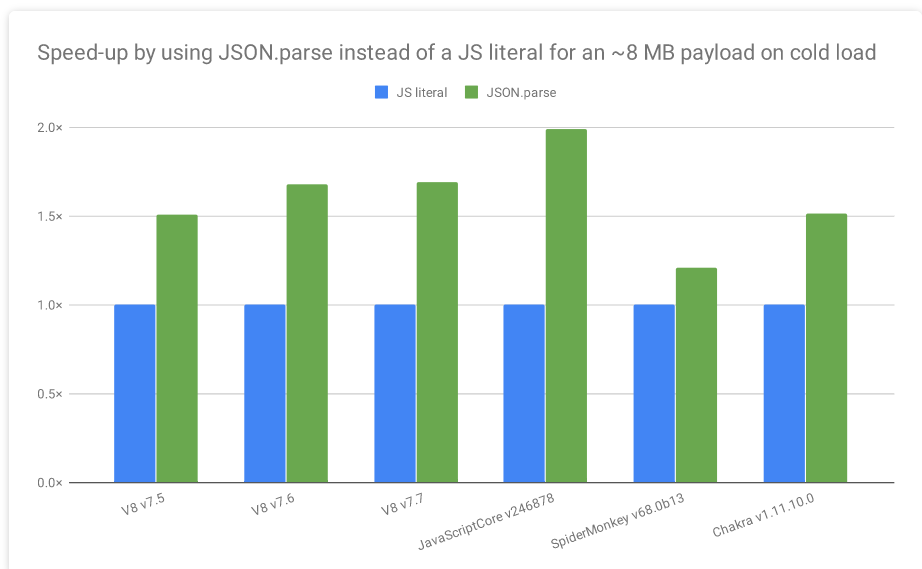 Speed-up by using JSON.parse instead of a JS literal for an ~8 MB payload on cold load
JS literal JSON.parse
2.0×
1.5×
1.0×
0.5×
0.0×
V8 v7.5
V8 v7.6
V8 v7.7
JavaScriptCore v246878
SpiderMonkey v68.0b13
Chakra v1.11.10.0